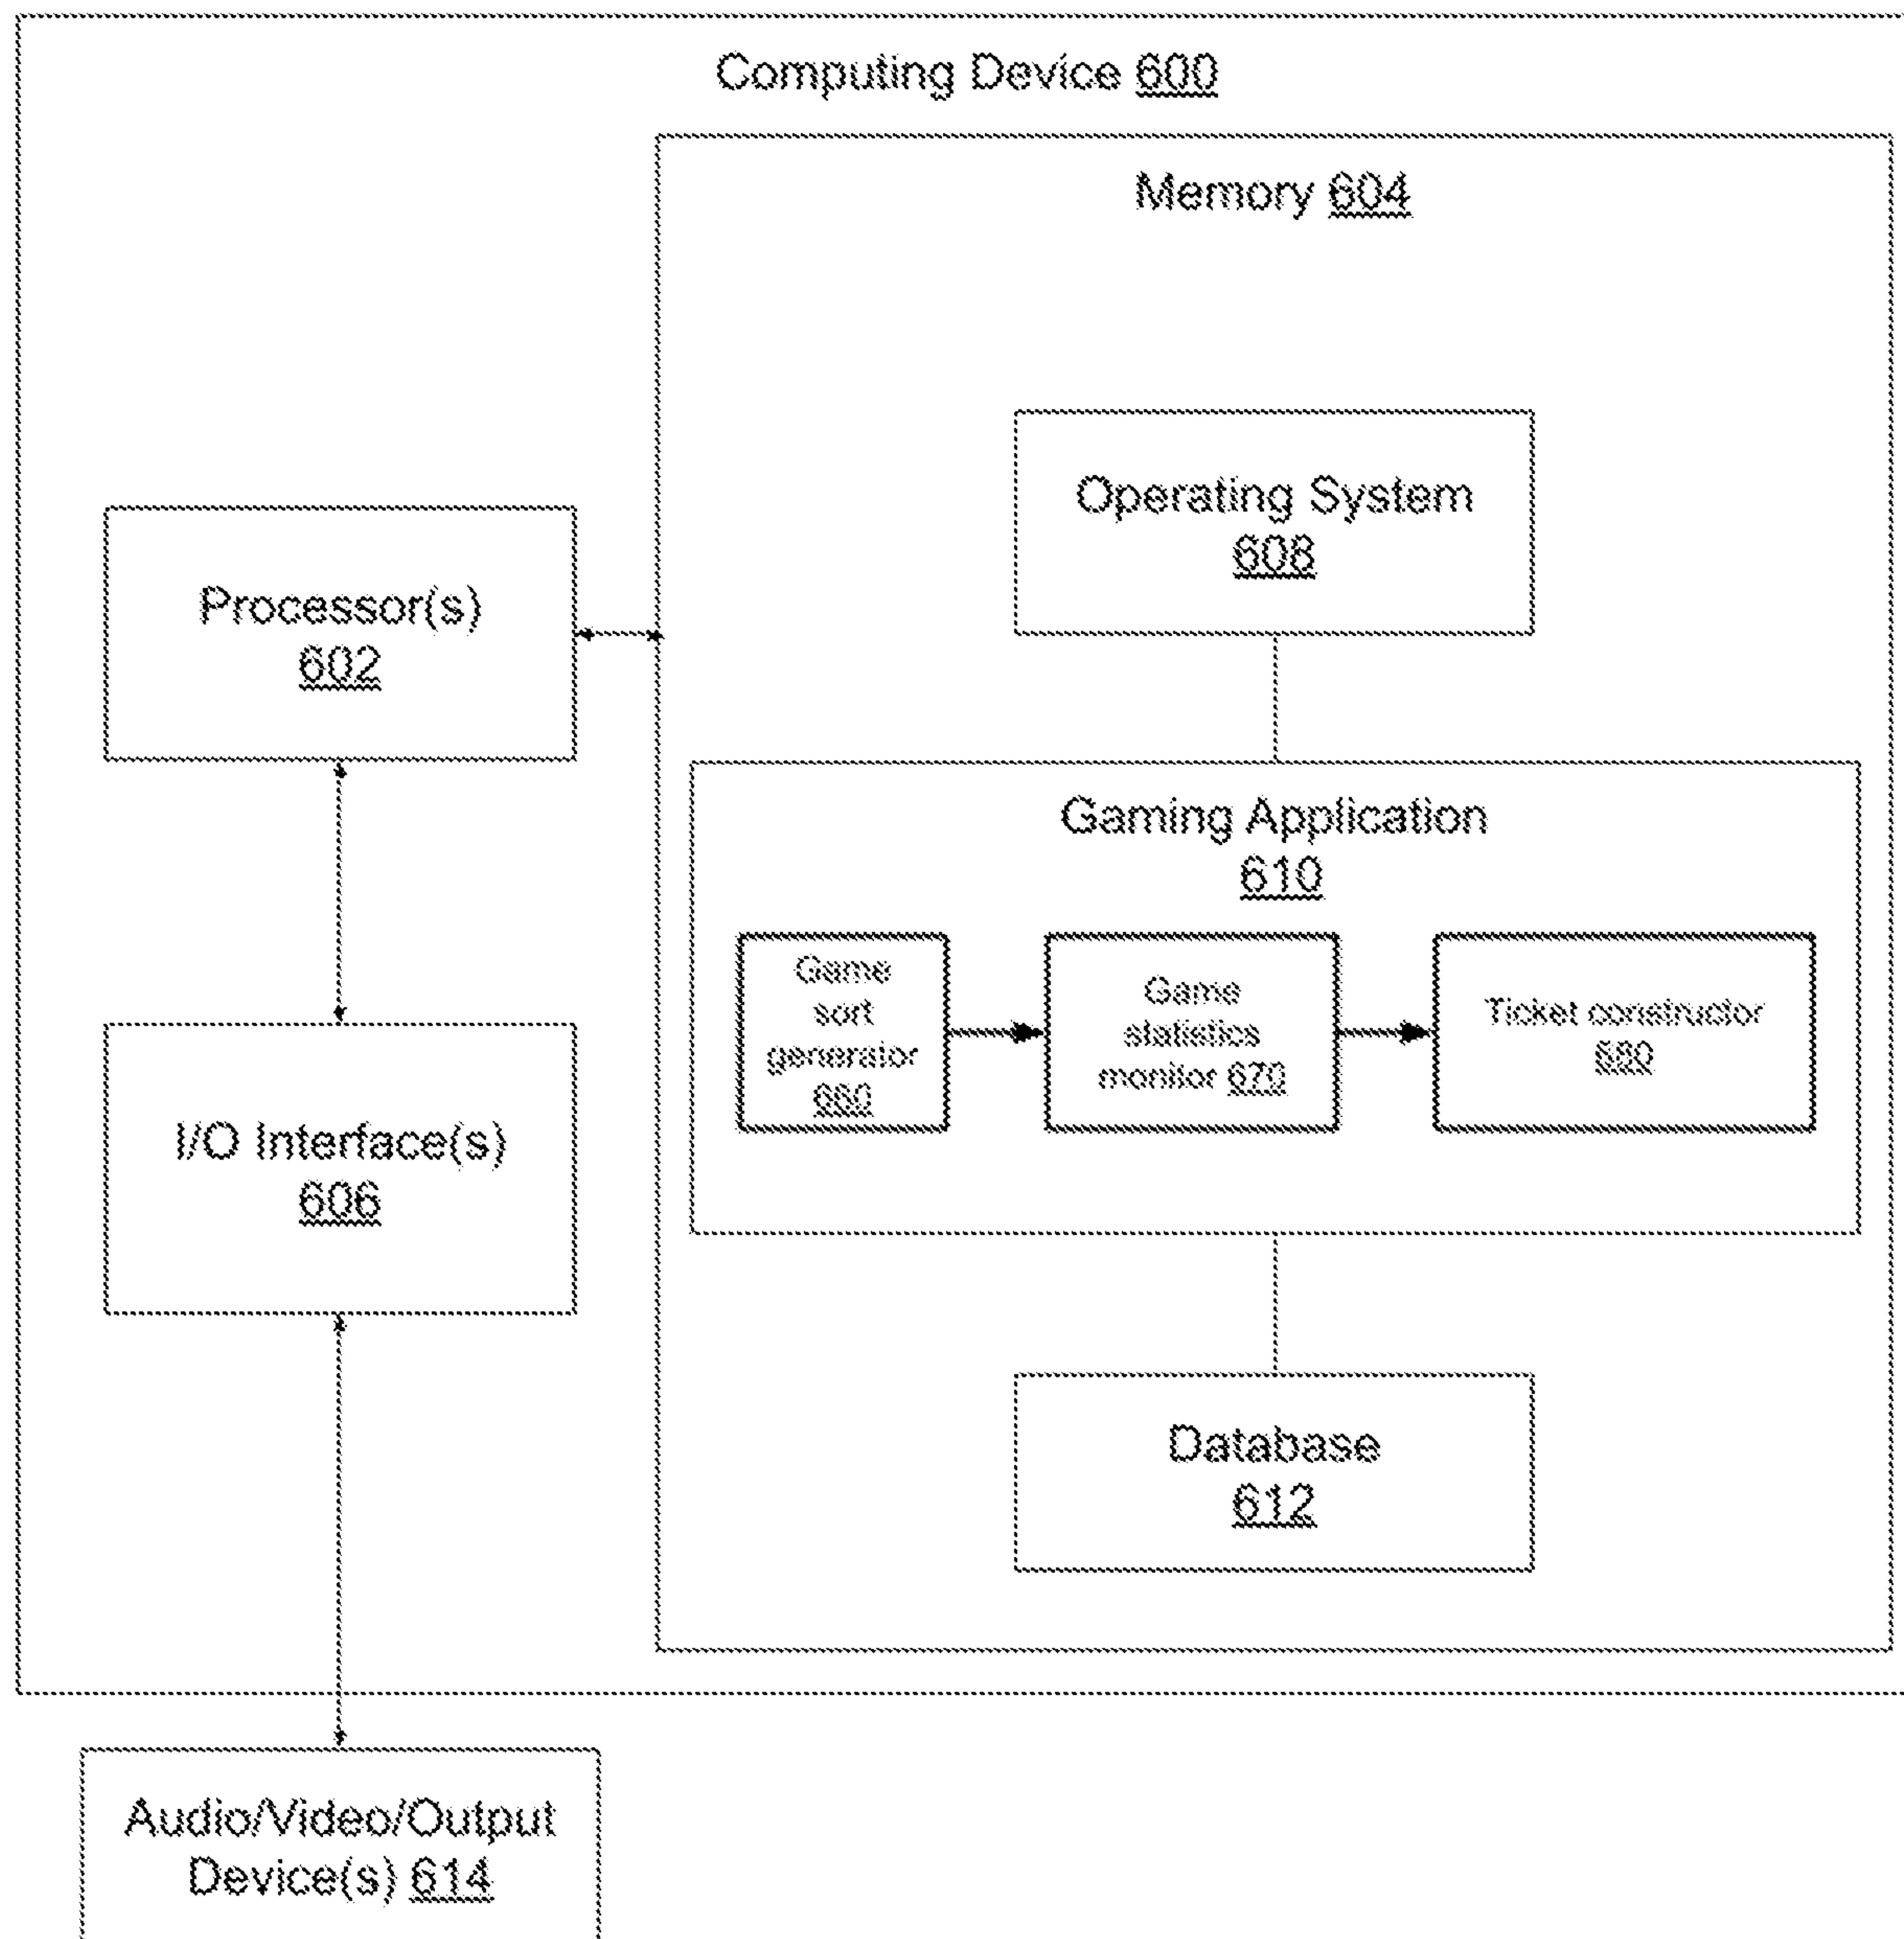 Computing Device 600
Memory 604
Operating System
608
Processor(s)
602
Gaming Application
610
Game
sort
generator
660
Game
statistics
monitor 670
Ticket constructor
680
I/O Interface(s)
606
Database
612
Audio/Video/Output
Device(s) 614